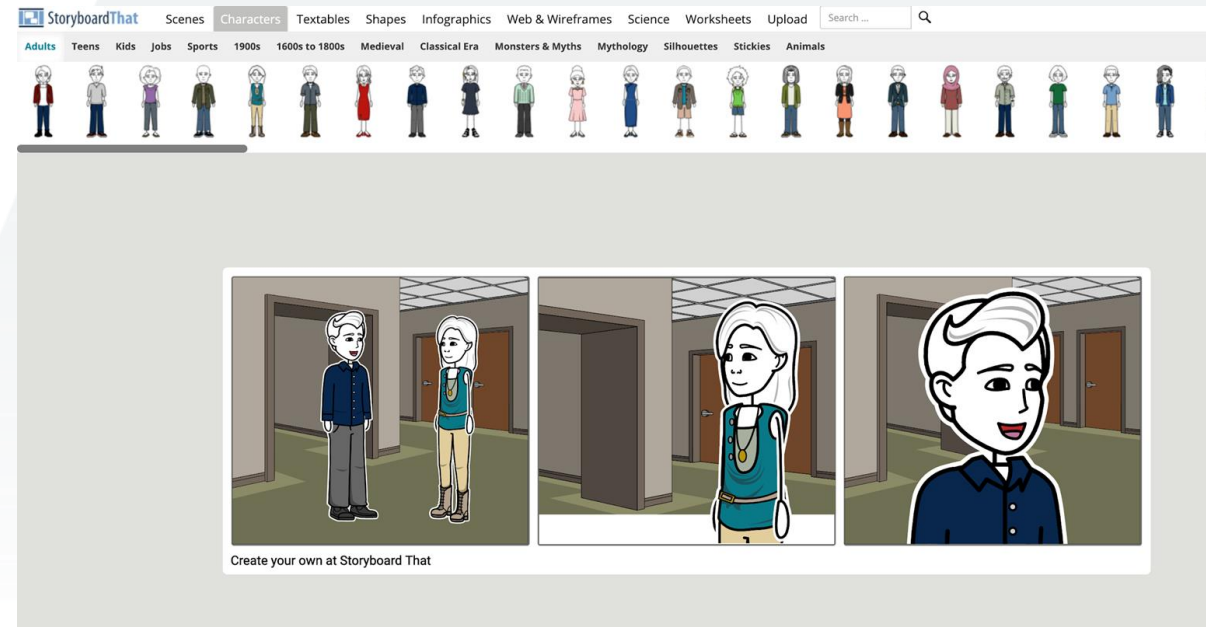 StoryboardThat Scenes Characters Textables Shapes Infographics Web & Wireframes Science Worksheets Upload Search ...
Adults Teens Kids Jobs Sports 1900s 1600s to 1800s Medieval Classical Era Monsters & Myths Mythology Silhouettes Stickies Animals
Create your own at Storyboard That